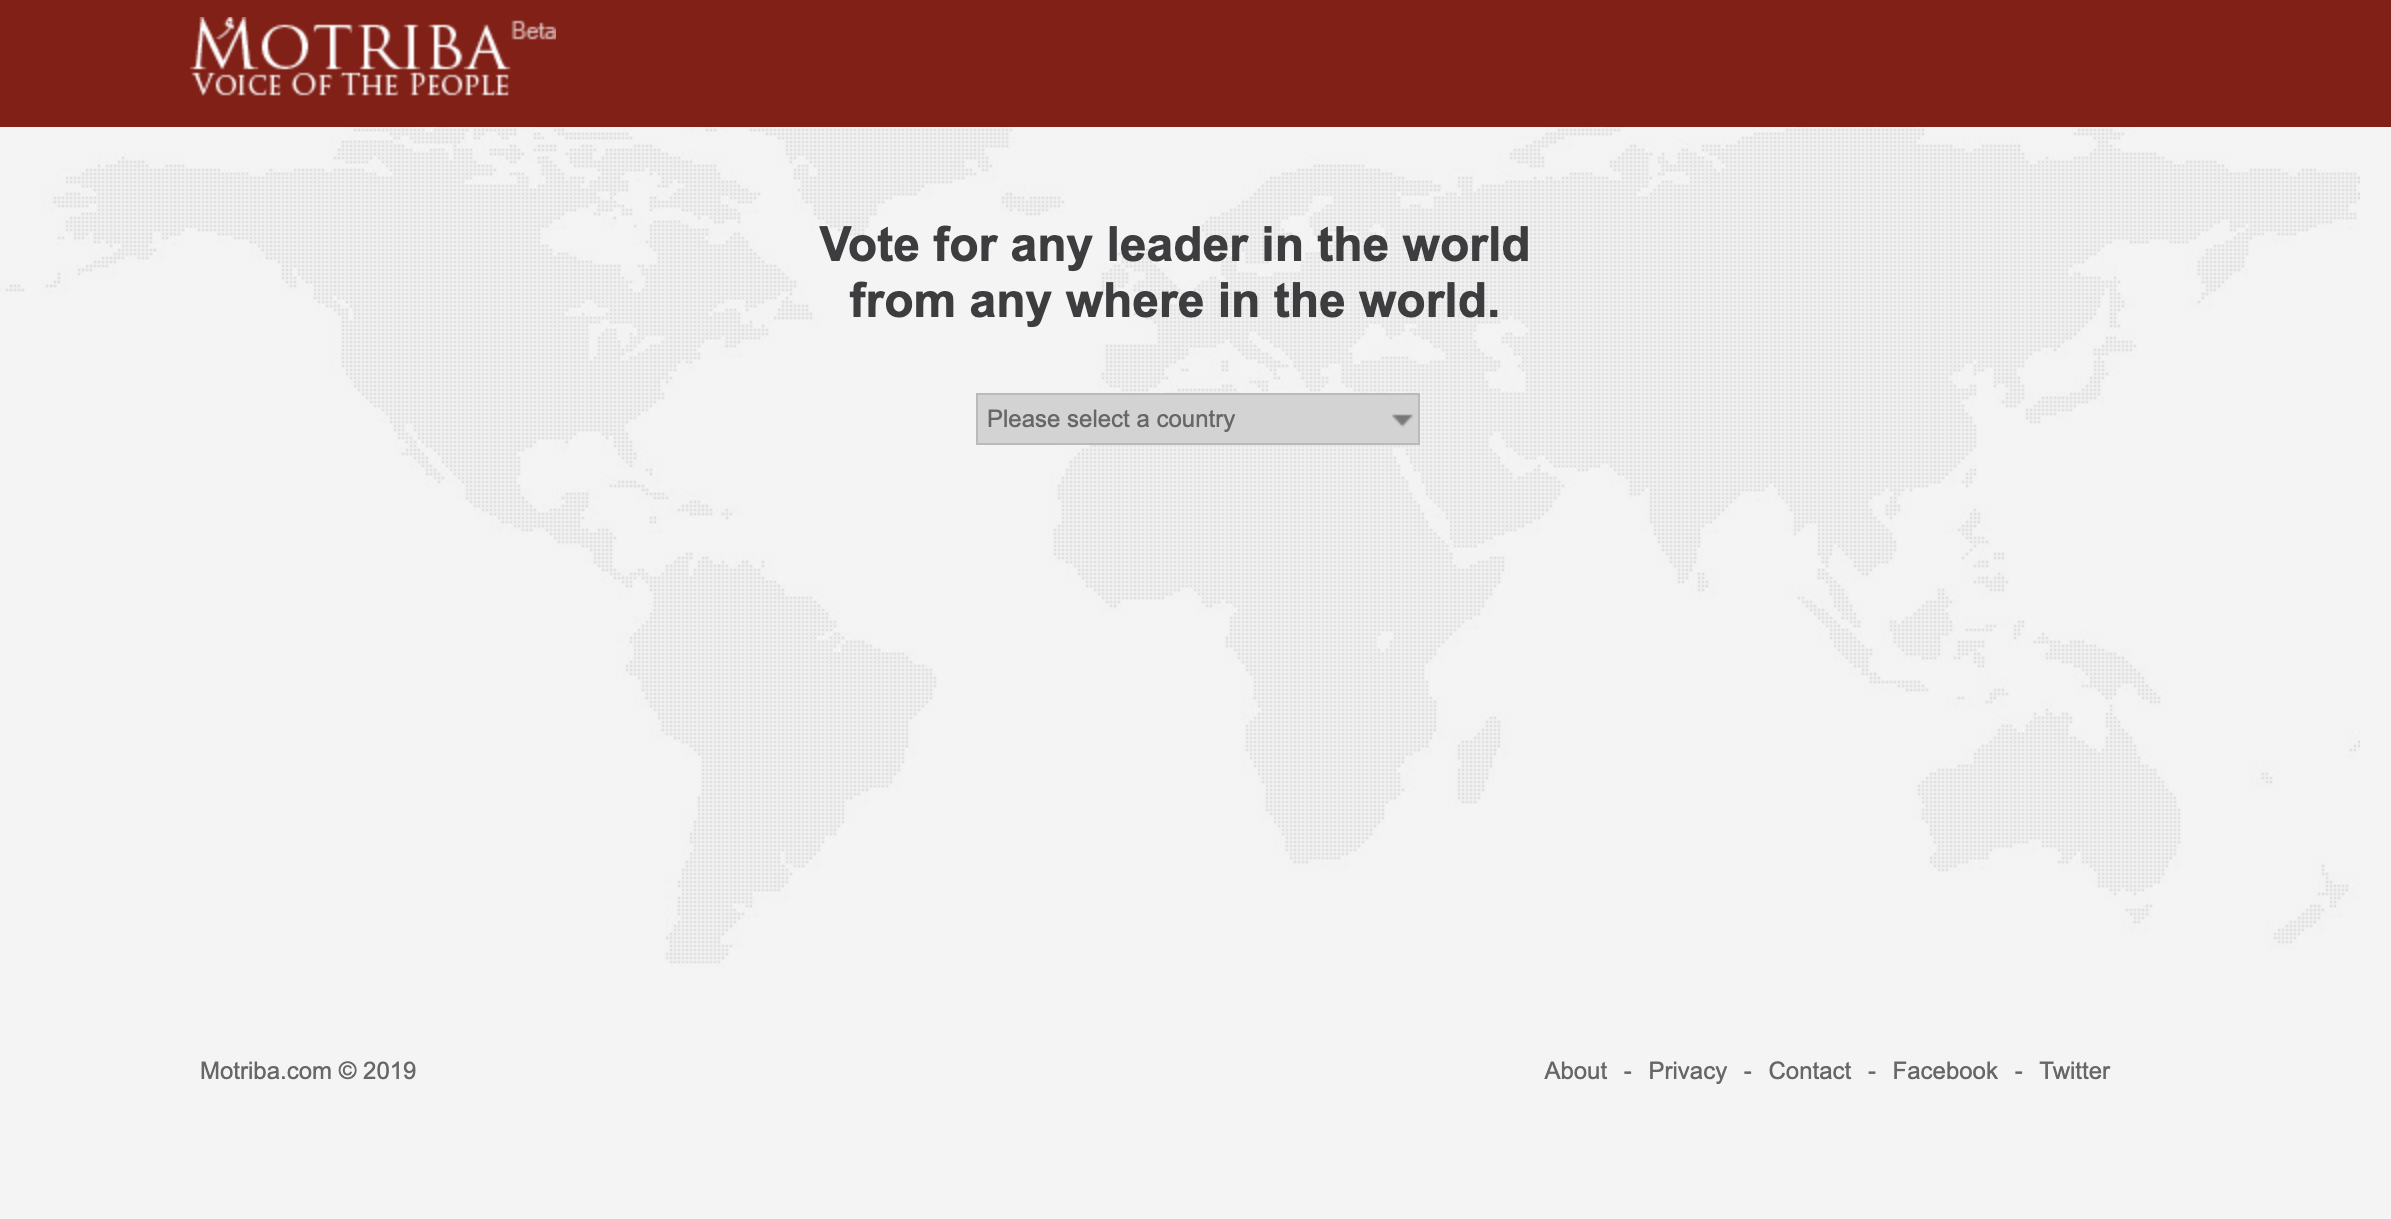 MOTRIBA Beta
VOICE OF THE PEOPLE
Vote for any leader in the world
from any where in the world.
Please select a country
Motriba.com © 2019
About - Privacy - Contact - Facebook - Twitter